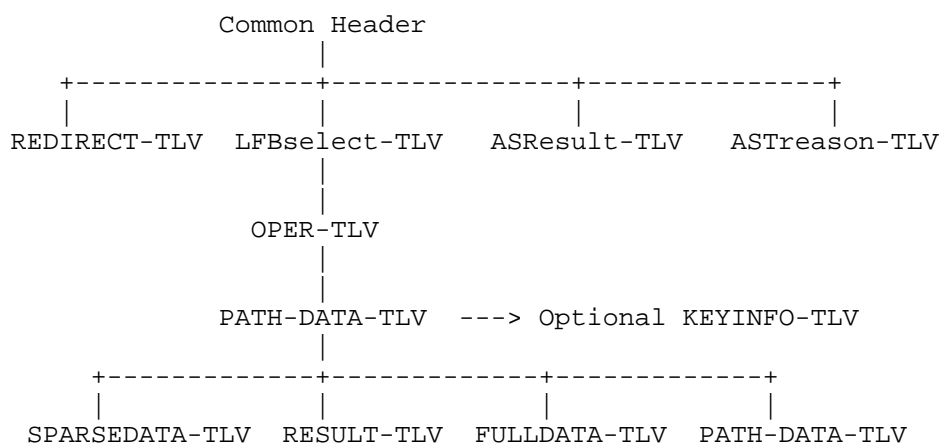 Common Header
REDIRECT-TLV LFBselect-TLV ASResult-TLV ASTreason-TLV
OPER-TLV
PATH-DATA-TLV ---> Optional KEYINFO-TLV
SPARSEDATA-TLV RESULT-TLV FULLDATA-TLV PATH-DATA-TLV